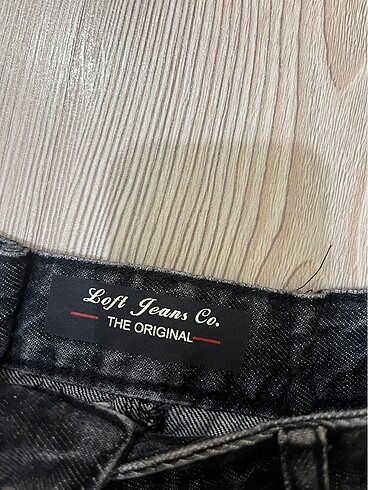 Loft Jeans Co.
THE ORIGINAL